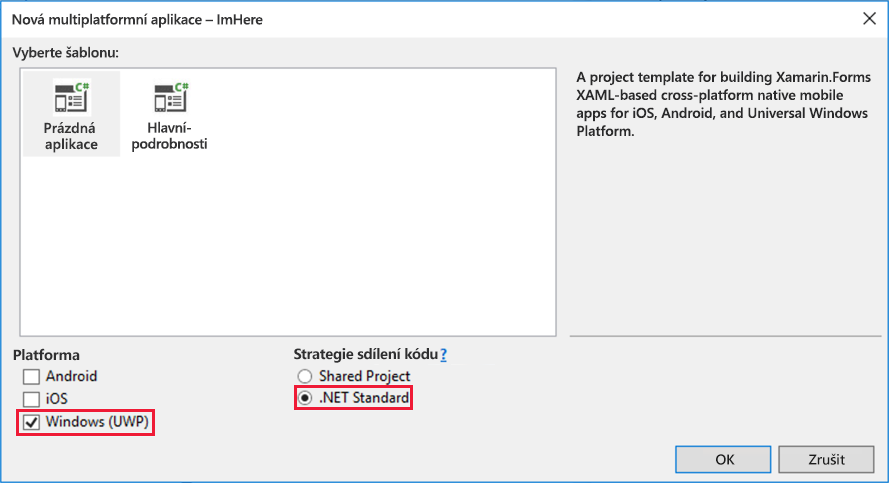 Nová multiplatformní aplikace – ImHere
Vyberte šablonu:
C#
Prázdná
aplikace
C#
Hlavní-
podrobnosti
A project template for building Xamarin.Forms
XAML-based cross-platform native mobile
apps for iOS, Android, and Universal Windows
Platform.
Platforma
Android
iOS
Windows (UWP)
Strategie sdílení kódu?
Shared Project
.NET Standard
OK
Zrušit